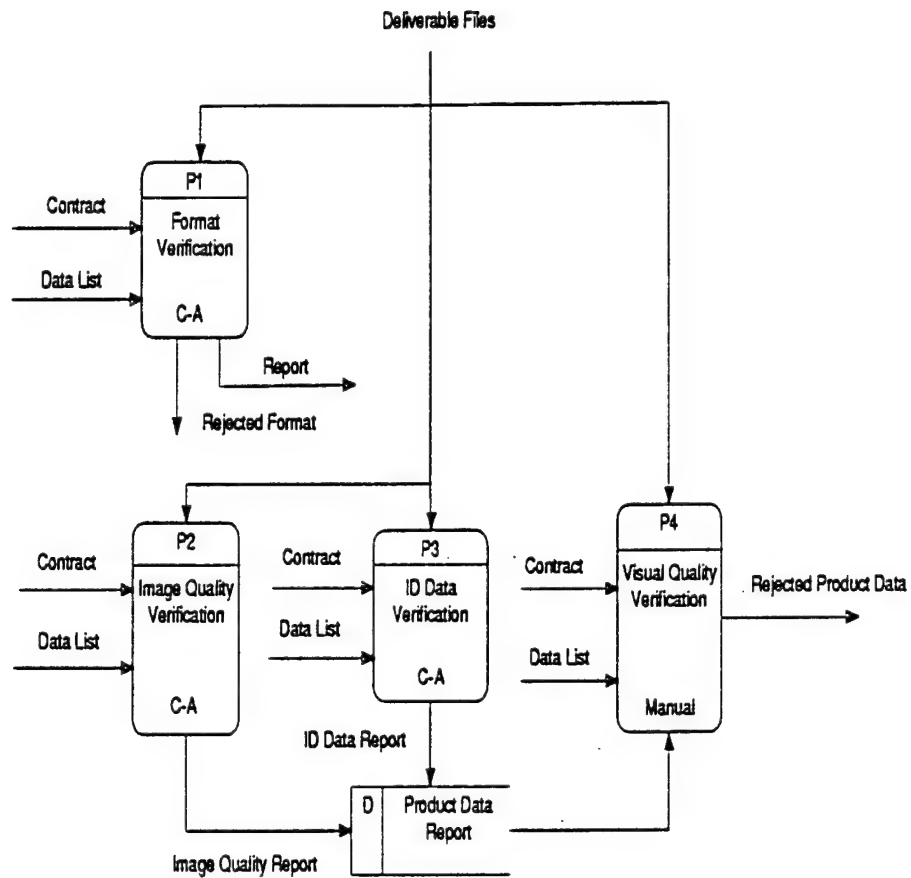 Deliverable Files
P1
Contract
Format
Verification
Data List
C-A
Report
Rejected Format
P2
P3
P4
Contract
Image Quality
Verification
Data List
C-A
Contract
ID Data
Verification
Data List
C-A
Contract
Visual Quality
Verification
Data List
Manual
Rejected Product Data
ID Data Report
D
Product Data
Report
Image Quality Report